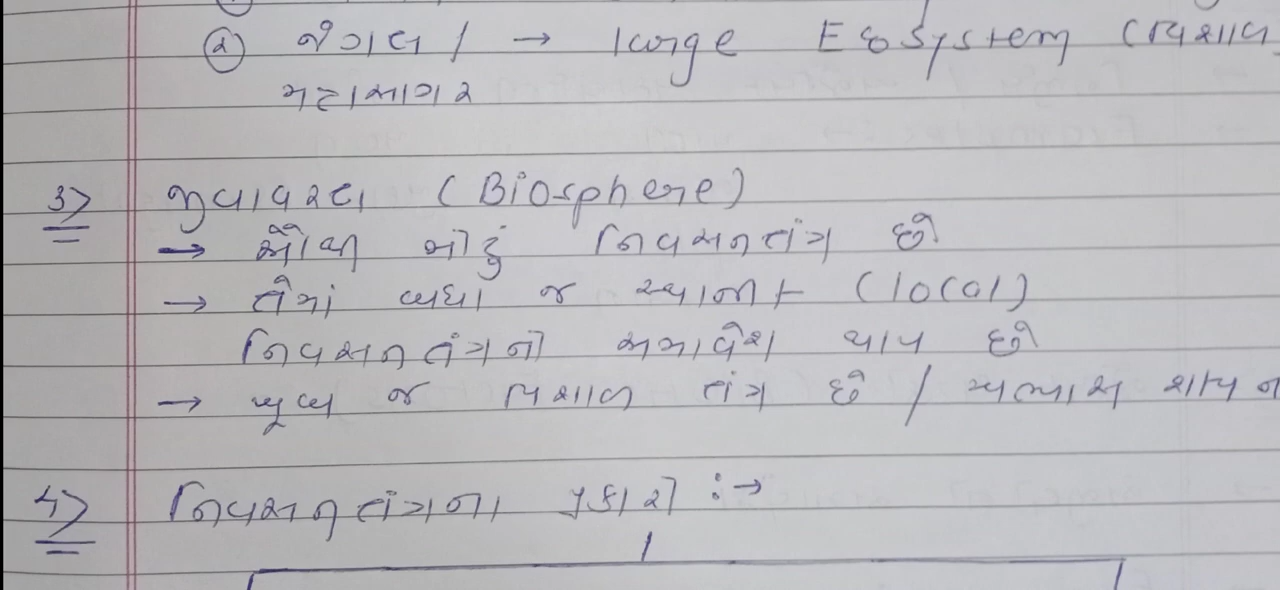 ② જંગલ / → large Ecosystem (વિશાળ
મહાસાગર
3> જીવાવરણ (Biosphere)
→ સૌથી મોટું નિવસનતંત્ર છે
→ તેમાં બધા જ સ્થાનિક (local)
નિવસનતંત્રનો સમાવેશ થાય છે
→ ખૂબ જ વિશાળ તંત્ર છે / અભ્યાસ શક્ય ન
4> નિવસનતંત્રના પ્રકારો :→